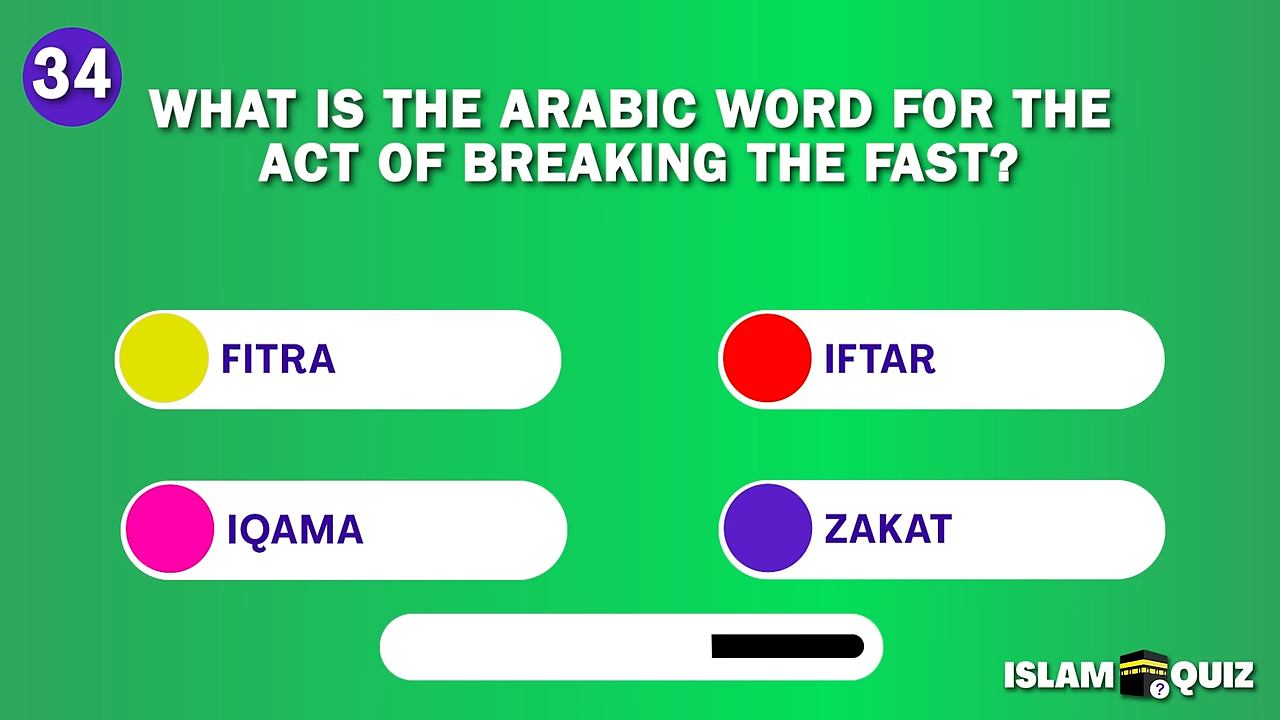 34
WHAT IS THE ARABIC WORD FOR THE
ACT OF BREAKING THE FAST?
FITRA
IFTAR
IQAMA
ZAKAT
ISLAM ? QUIZ